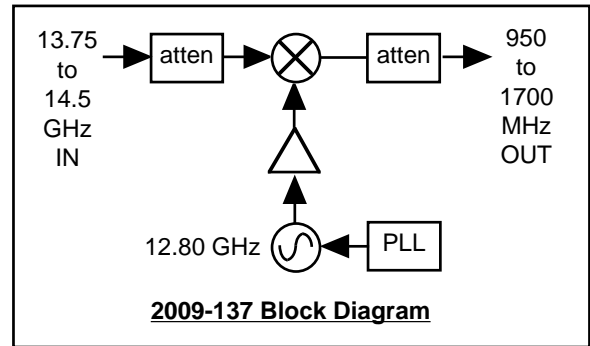 13.75
to
14.5
GHz
IN
atten
atten
950
to
1700
MHz
OUT
12.80 GHz
PLL
2009-137 Block Diagram